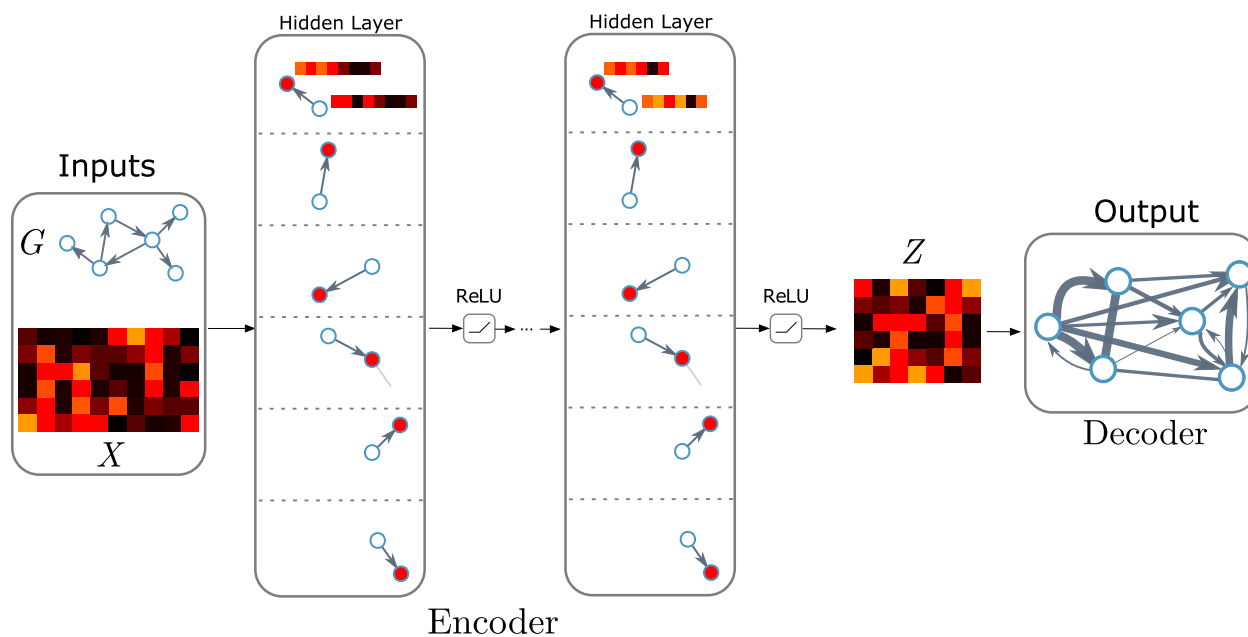 Inputs
G
X
Hidden Layer
ReLU
...
Hidden Layer
ReLU
Encoder
Z
Output
Decoder